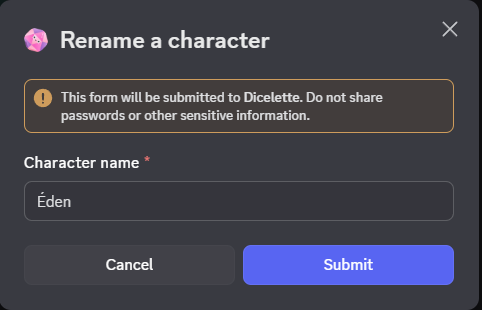 Rename a character
This form will be submitted to Dicelette. Do not share
passwords or other sensitive information.
Character name *
Éden
Cancel
Submit